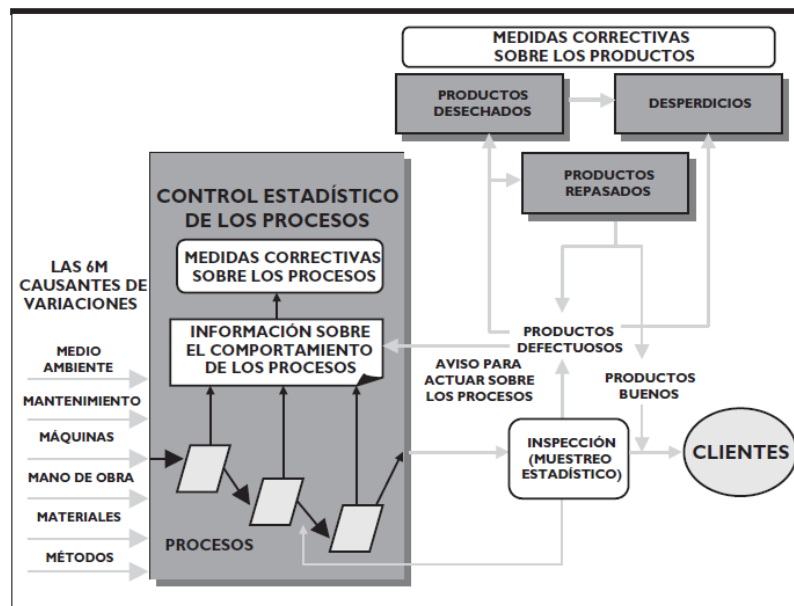 MEDIDAS CORRECTIVAS
SOBRE LOS PRODUCTOS
PRODUCTOS
DESECHADOS
DESPERDICIOS
PRODUCTOS
REPASADOS
CONTROL ESTADÍSTICO
DE LOS PROCESOS
MEDIDAS CORRECTIVAS
SOBRE LOS PROCESOS
LAS 6M
CAUSANTES DE
VARIACIONES
INFORMACIÓN SOBRE
EL COMPORTAMIENTO
DE LOS PROCESOS
PRODUCTOS
DEFECTUOSOS
AVISO PARA
ACTUAR SOBRE
LOS PROCESOS
PRODUCTOS
BUENOS
MEDIO
AMBIENTE
MANTENIMIENTO
MÁQUINAS
MANO DE OBRA
MATERIALES
MÉTODOS
PROCESOS
INSPECCIÓN
(MUESTREO
ESTADÍSTICO)
CLIENTES